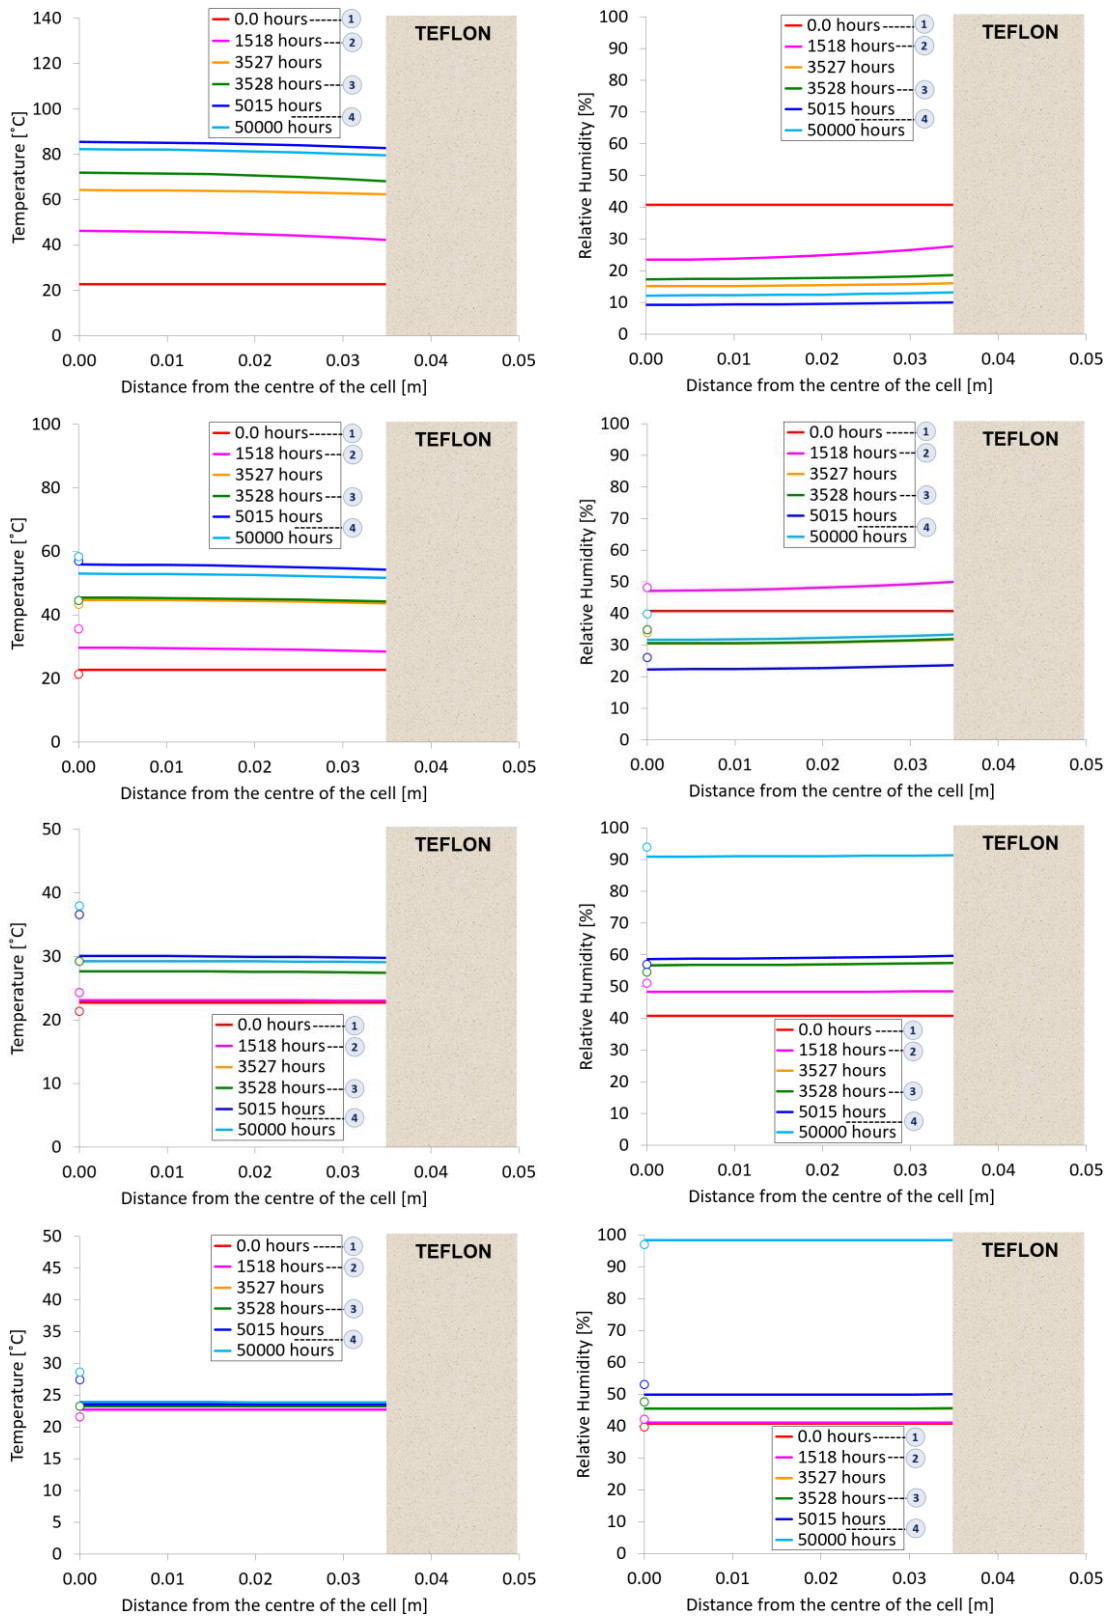 Temperature [˚C]
140
120
100
80
60
40
20
0
0.0 hours 1
1518 hours 2
3527 hours
3528 hours 3
5015 hours
4
50000 hours
TEFLON
0.00 0.01 0.02 0.03 0.04 0.05
Distance from the centre of the cell [m]
Relative Humidity [%]
100
90
80
70
60
50
40
30
20
10
0
0.0 hours 1
1518 hours 2
3527 hours
3528 hours 3
5015 hours
4
50000 hours
TEFLON
0.00 0.01 0.02 0.03 0.04 0.05
Distance from the centre of the cell [m]
Temperature [˚C]
100
80
60
40
20
0
0.0 hours 1
1518 hours 2
3527 hours
3528 hours 3
5015 hours
4
50000 hours
TEFLON
0.00 0.01 0.02 0.03 0.04 0.05
Distance from the centre of the cell [m]
Relative Humidity [%]
100
90
80
70
60
50
40
30
20
10
0
0.0 hours 1
1518 hours 2
3527 hours
3528 hours 3
5015 hours
4
50000 hours
TEFLON
0.00 0.01 0.02 0.03 0.04 0.05
Distance from the centre of the cell [m]
Temperature [˚C]
50
40
30
20
10
0
TEFLON
0.0 hours 1
1518 hours 2
3527 hours
3528 hours 3
5015 hours
4
50000 hours
0.00 0.01 0.02 0.03 0.04 0.05
Distance from the centre of the cell [m]
Relative Humidity [%]
100
90
80
70
60
50
40
30
20
10
0
TEFLON
0.0 hours 1
1518 hours 2
3527 hours
3528 hours 3
5015 hours
4
50000 hours
0.00 0.01 0.02 0.03 0.04 0.05
Distance from the centre of the cell [m]
Temperature [˚C]
50
45
40
35
30
25
20
15
10
5
0
0.0 hours 1
1518 hours 2
3527 hours
3528 hours 3
5015 hours
4
50000 hours
TEFLON
0.00 0.01 0.02 0.03 0.04 0.05
Distance from the centre of the cell [m]
Relative Humidity [%]
100
90
80
70
60
50
40
30
20
10
0
TEFLON
0.0 hours 1
1518 hours 2
3527 hours
3528 hours 3
5015 hours
4
50000 hours
0.00 0.01 0.02 0.03 0.04 0.05
Distance from the centre of the cell [m]